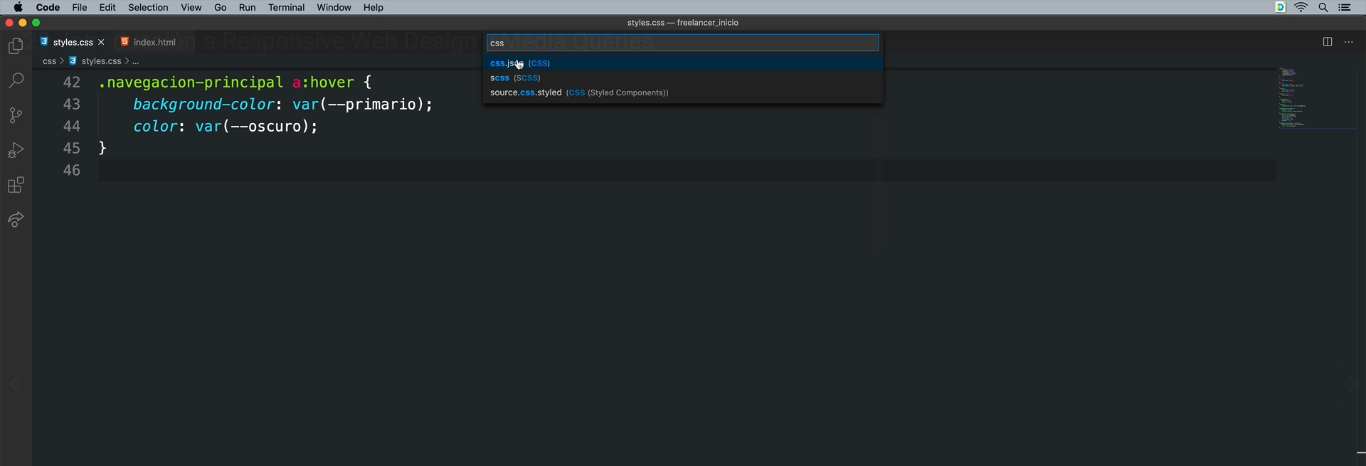 Code File Edit Selection View Go Run Terminal Window Help
styles.css — freelancer_inicio
styles.css index.html
a Responsive Web Design Media Queries
css > styles.css > ...
css
css.json (CSS)
scss (SCSS)
source.css.styled (CSS (Styled Components))
42 .navegacion-principal a:hover {
43 background-color: var(--primario);
44 color: var(--oscuro);
45 }
46